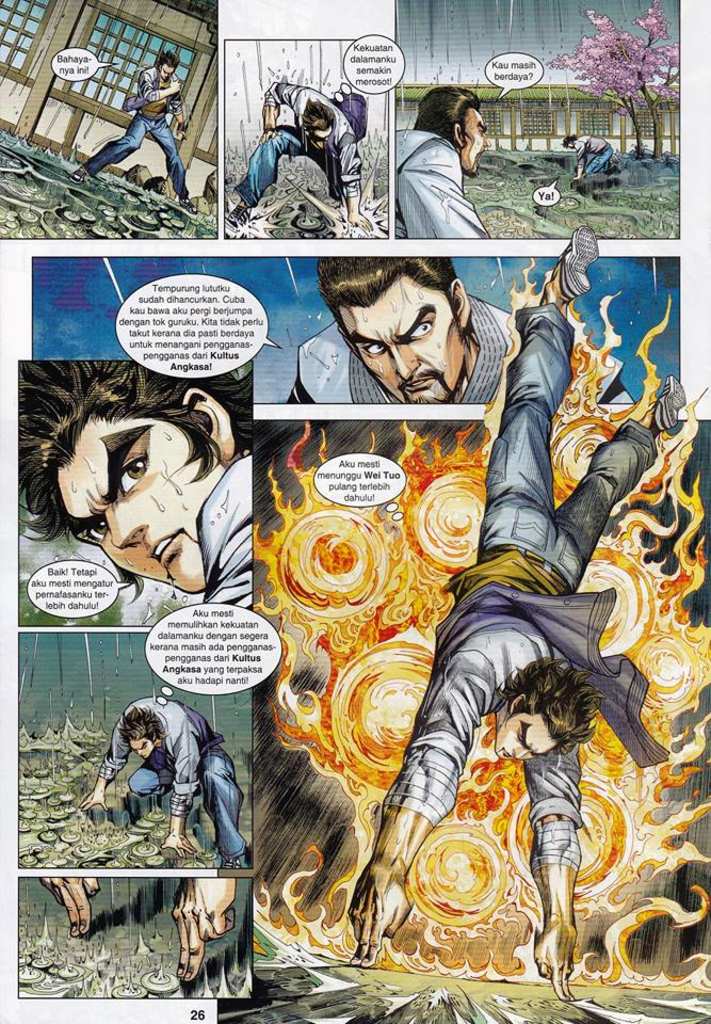 Bahaya-
nya ini!
Kekuatan
dalamanku
semakin
merosot!
Kau masih
berdaya?
Ya!
Tempurung lututku
sudah dihancurkan. Cuba
kau bawa aku pergi berjumpa
dengan tok guruku. Kita tidak perlu
takut kerana dia pasti berdaya
untuk menangani pengganas-
pengganas dari Kultus
Angkasa!
Baik! Tetapi
aku mesti mengatur
pernafasanku ter-
lebih dahulu!
Aku mesti
memulihkan kekuatan
dalamanku dengan segera
kerana masih ada pengganas-
pengganas dari Kultus
Angkasa yang terpaksa
aku hadapi nanti!
Aku mesti
menunggu Wei Tuo
pulang terlebih
dahulu!
26